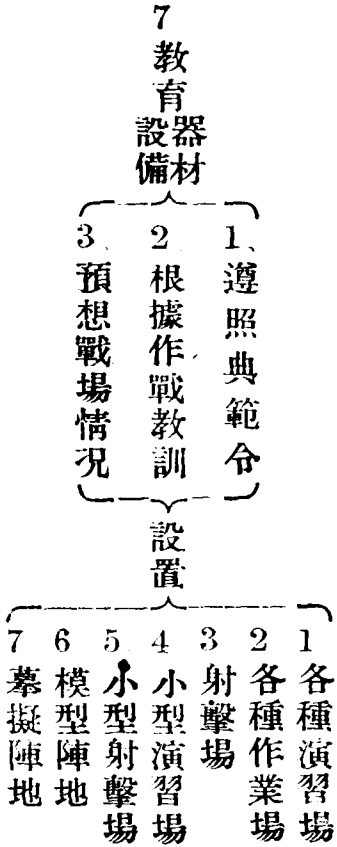 7 教育器材設備
1、遵照典範令
2、根據作戰教訓
3、預想戰場情況
設置
1 各種演習場
2 各種作業場
3 射擊場
4 小型演習場
5 小型射擊場
6 模型陣地
7 摹擬陣地